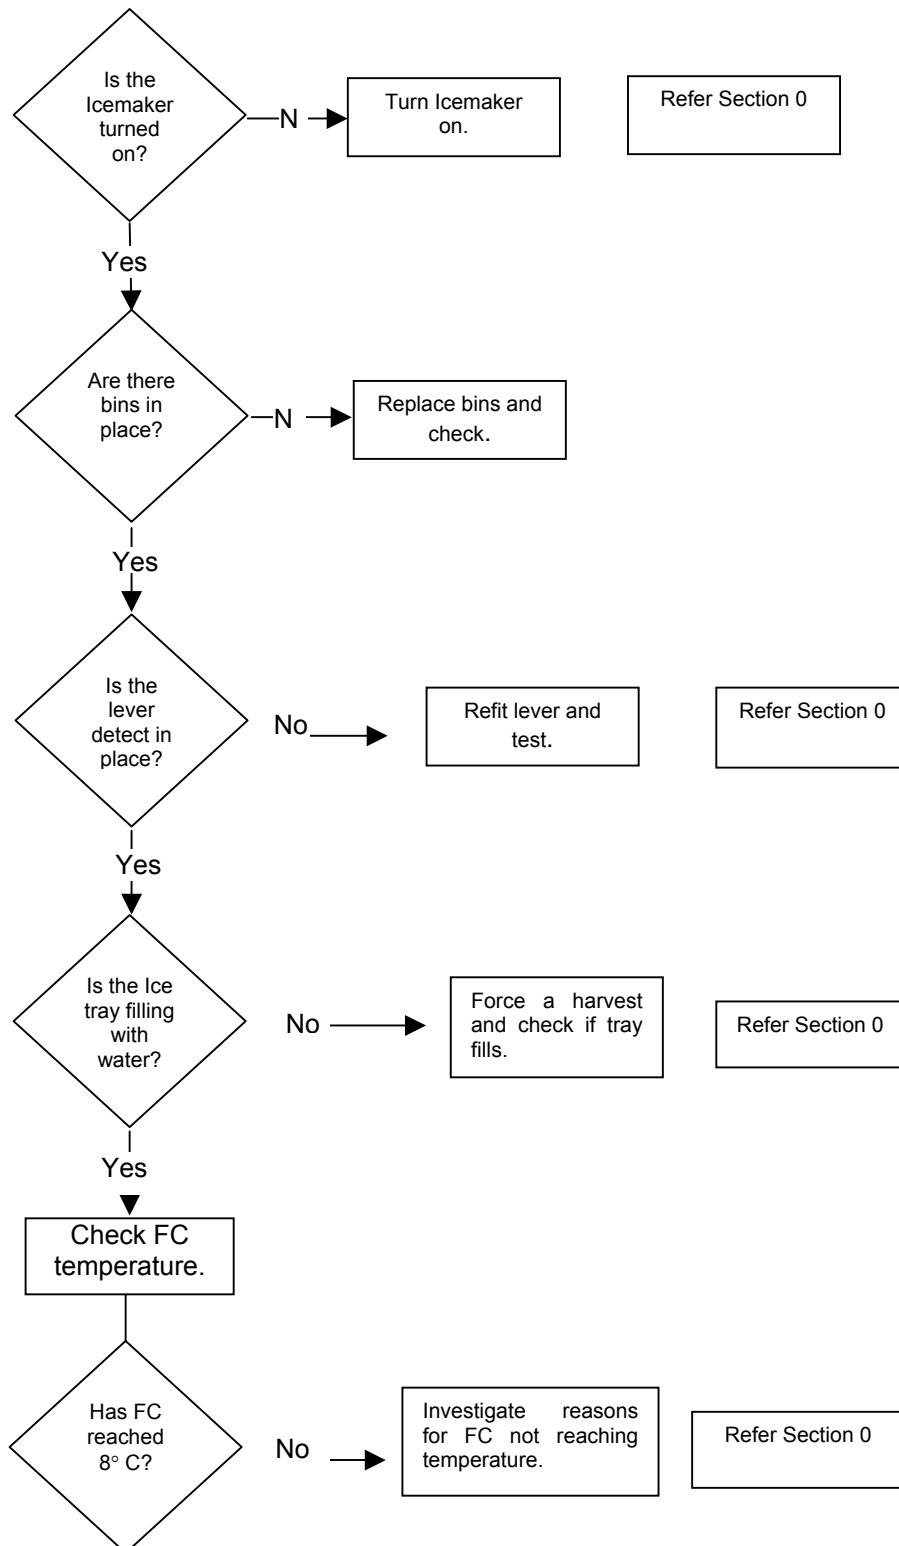 Is the
Icemaker
turned
on?
N
Turn Icemaker
on.
Refer Section 0
Yes
Are there
bins in
place?
N
Replace bins and
check.
Yes
Is the
lever
detect in
place?
No
Refit lever and
test.
Refer Section 0
Yes
Is the Ice
tray filling
with
water?
No
Force a harvest
and check if tray
fills.
Refer Section 0
Yes
Check FC
temperature.
Has FC
reached
8° C?
No
Investigate reasons
for FC not reaching
temperature.
Refer Section 0